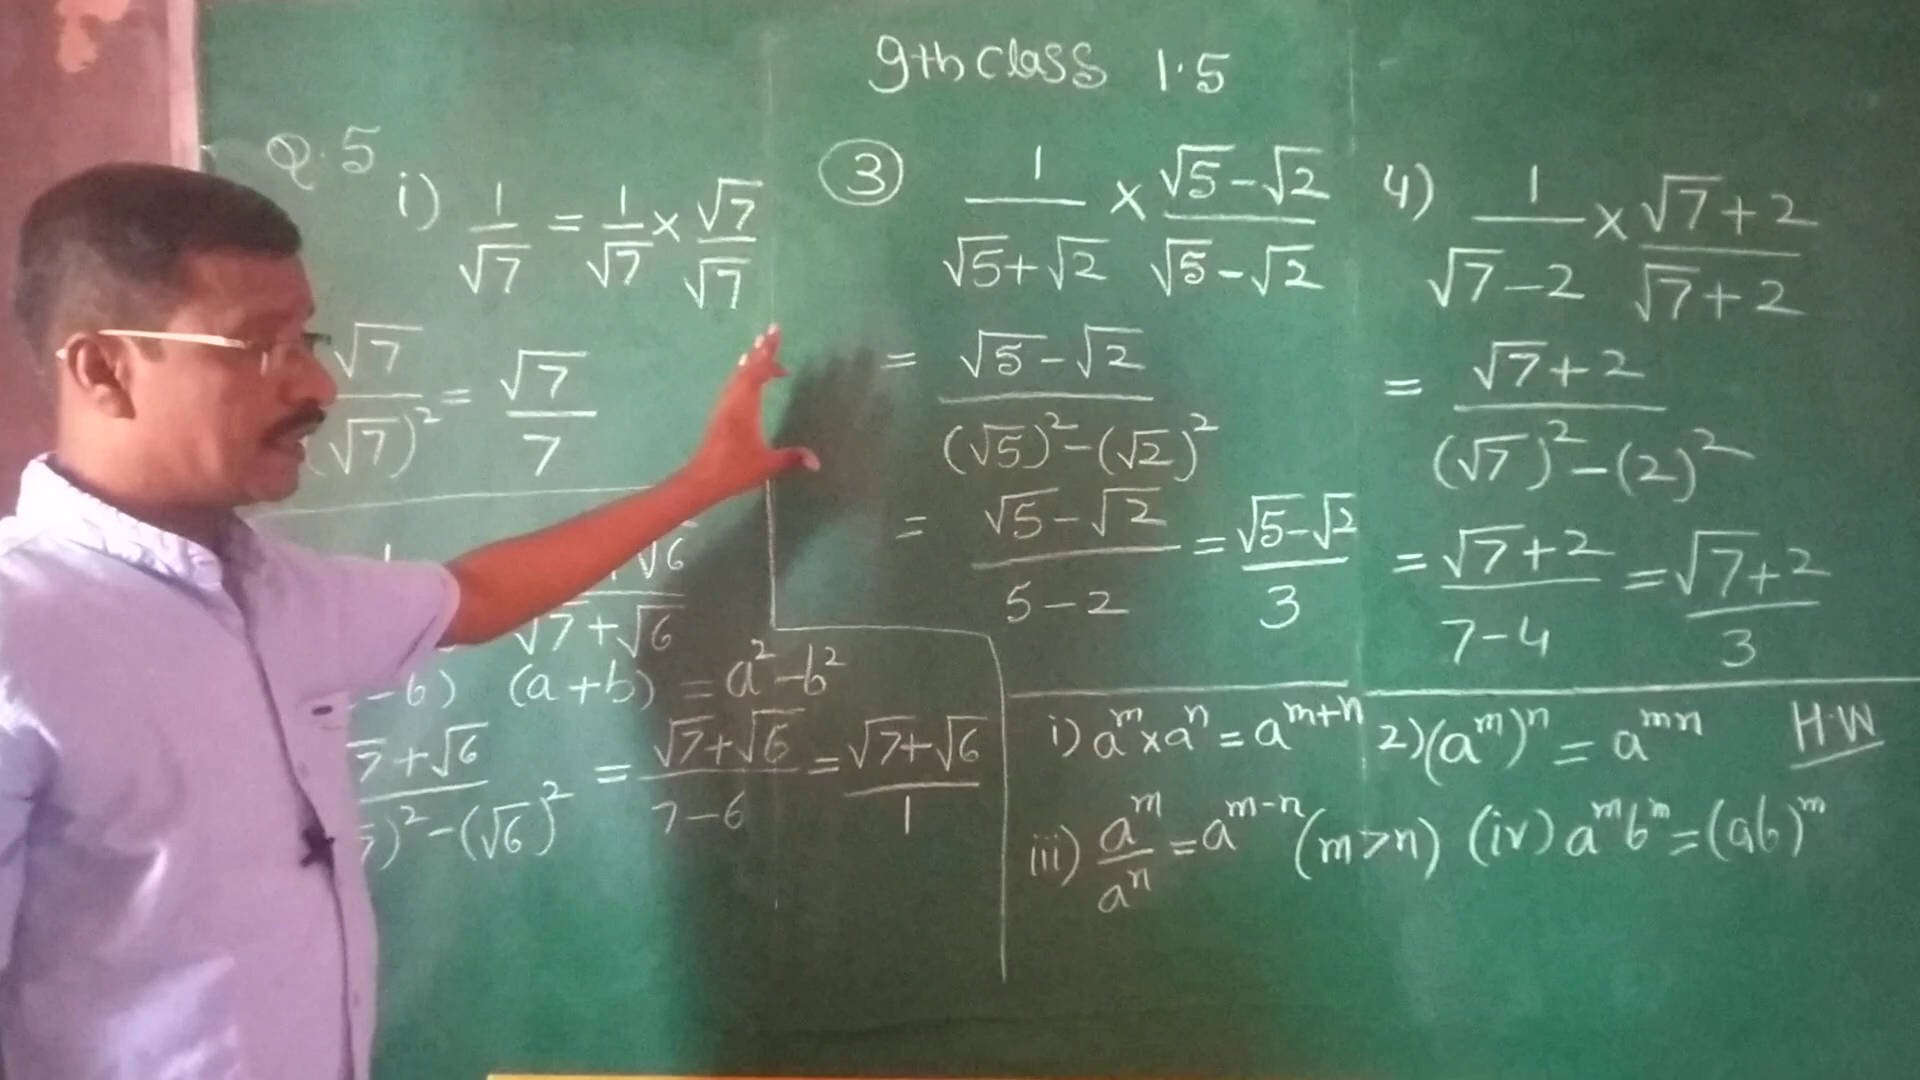 9th class 1.5
Q.5
i) 1/√7 = 1/√7 × √7/√7
√7/(√7)² = √7/7
√6
√7+√6
-b) (a+b) = a²-b²
7+√6/)²-(√6)² = √7+√6/7-6 = √7+√6/1
③ 1/√5+√2 × √5-√2/√5-√2
= √5-√2/(√5)²-(√2)²
= √5-√2/5-2 = √5-√2/3
4) 1/√7-2 × √7+2/√7+2
= √7+2/(√7)²-(2)²
= √7+2/7-4 = √7+2/3
i) aᵐ×aⁿ = aᵐ⁺ⁿ 2) (aᵐ)ⁿ = aᵐⁿ H.W
iii) aᵐ/aⁿ = aᵐ⁻ⁿ (m>n) (iv) aᵐbᵐ = (ab)ᵐ